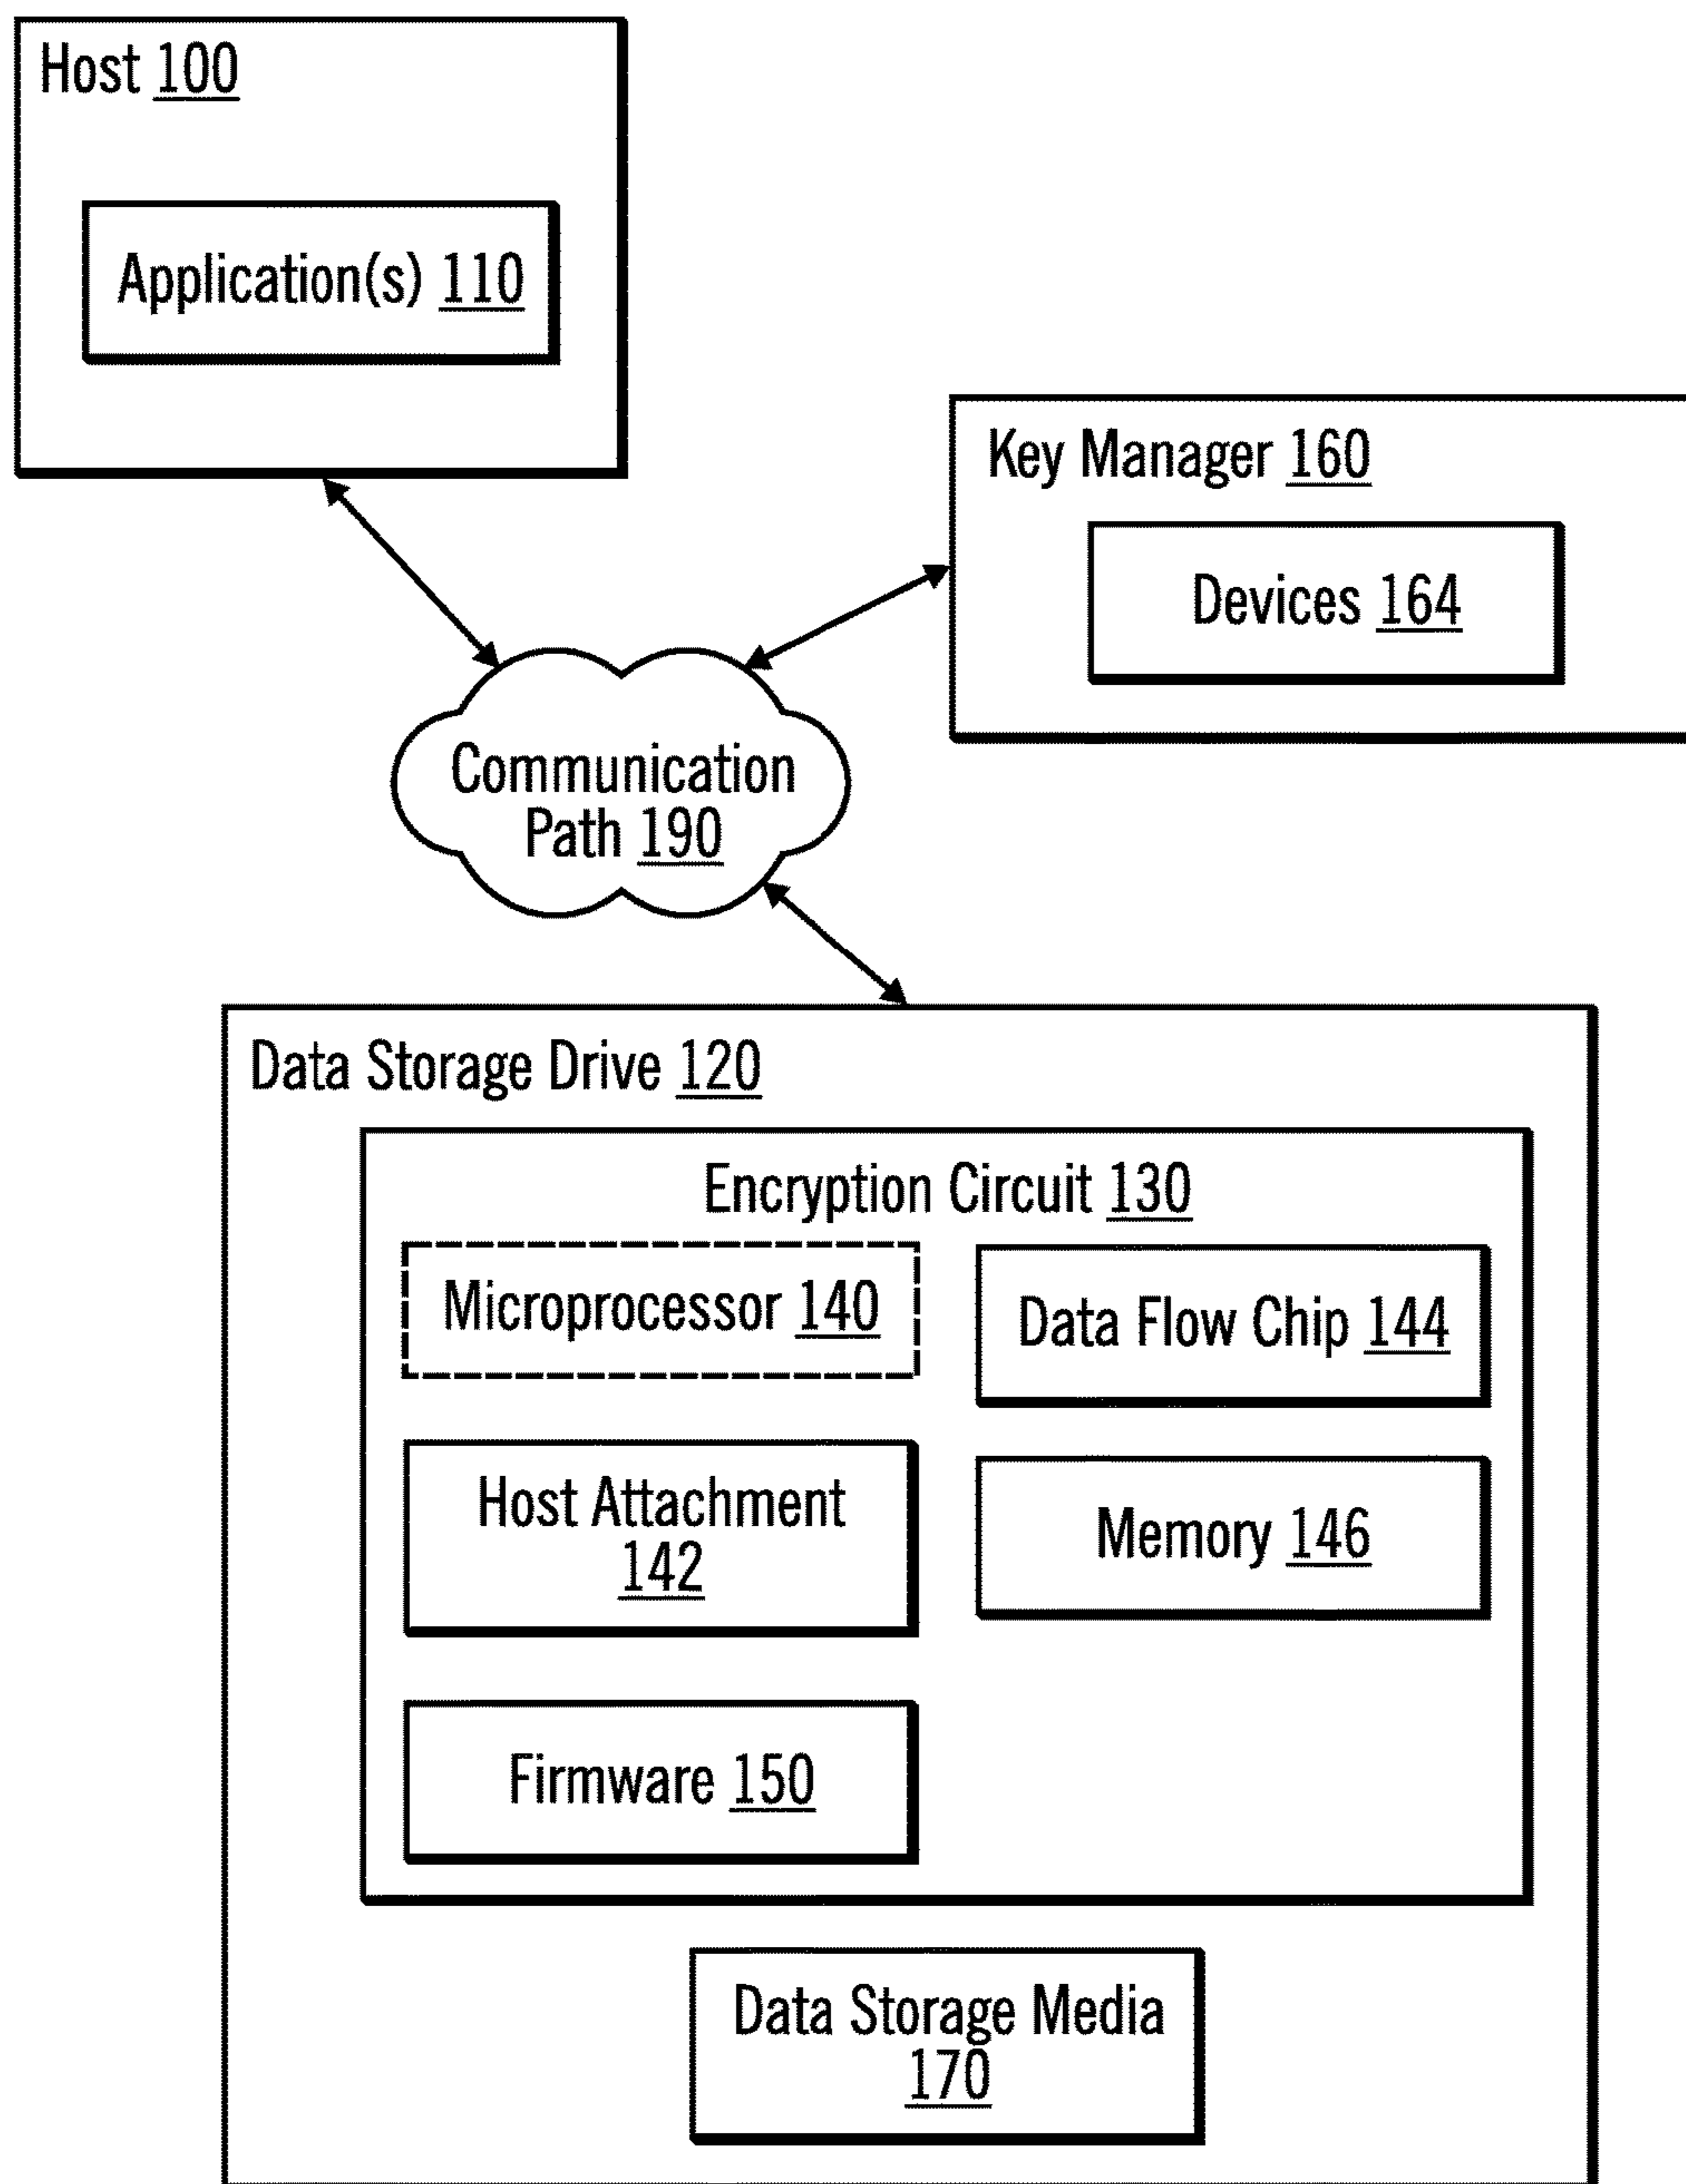 Host 100
Application(s) 110
Key Manager 160
Devices 164
Communication
Path 190
Data Storage Drive 120
Encryption Circuit 130
Microprocessor 140
Data Flow Chip 144
Host Attachment
142
Memory 146
Firmware 150
Data Storage Media
170